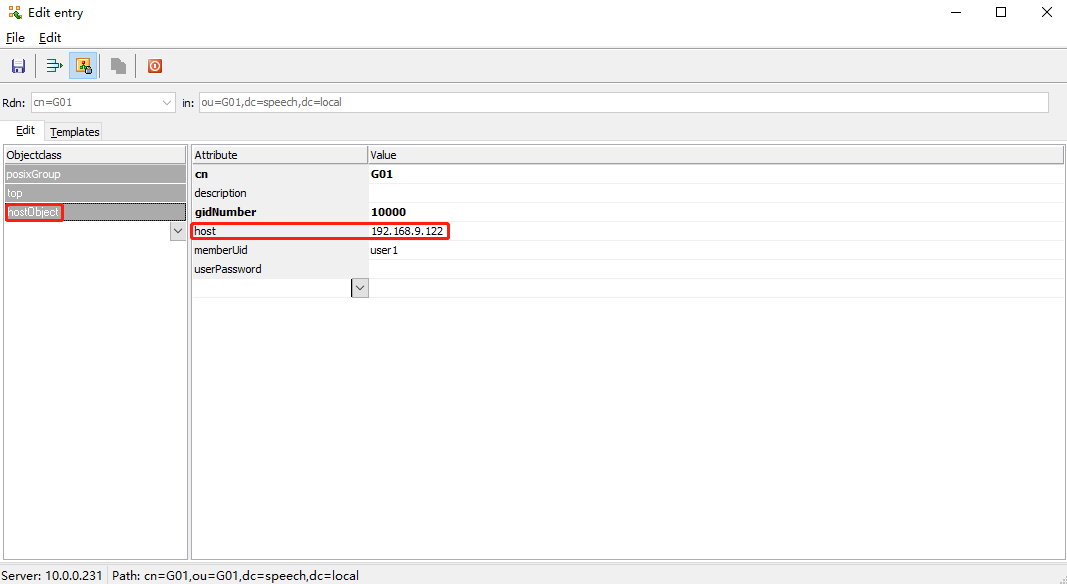 Edit entry
File Edit
Rdn: cn=G01 in: ou=G01,dc=speech,dc=local
Edit Templates
Objectclass Attribute Value
posixGroup cn G01
top description
hostObject gidNumber 10000
host 192.168.9.122
memberUid user1
userPassword
Server: 10.0.0.231 Path: cn=G01,ou=G01,dc=speech,dc=local